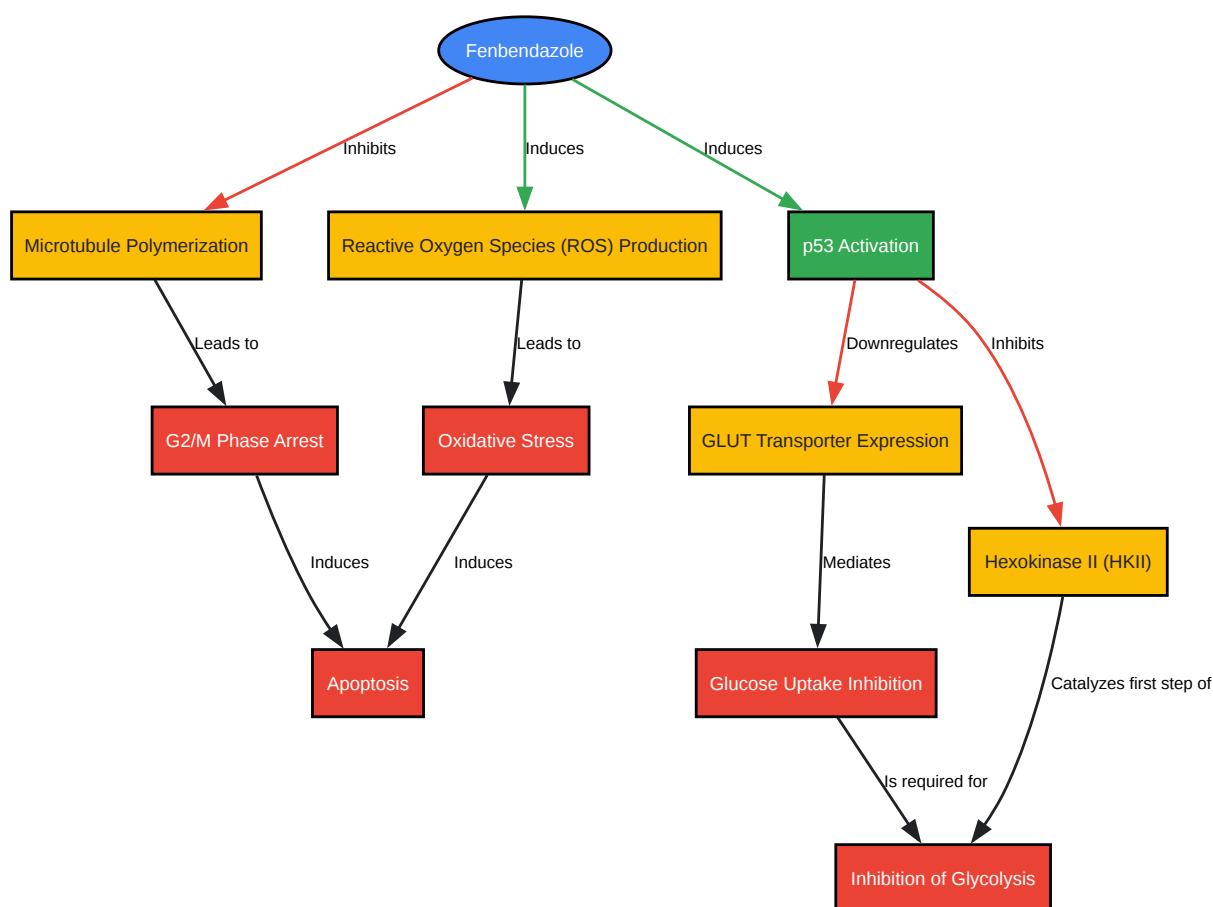 Fenbendazole
Inhibits
Induces
Induces
Microtubule Polymerization
Reactive Oxygen Species (ROS) Production
p53 Activation
Leads to
Leads to
Downregulates
Inhibits
G2/M Phase Arrest
Oxidative Stress
GLUT Transporter Expression
Induces
Induces
Mediates
Hexokinase II (HKII)
Apoptosis
Glucose Uptake Inhibition
Catalyzes first step of
Is required for
Inhibition of Glycolysis